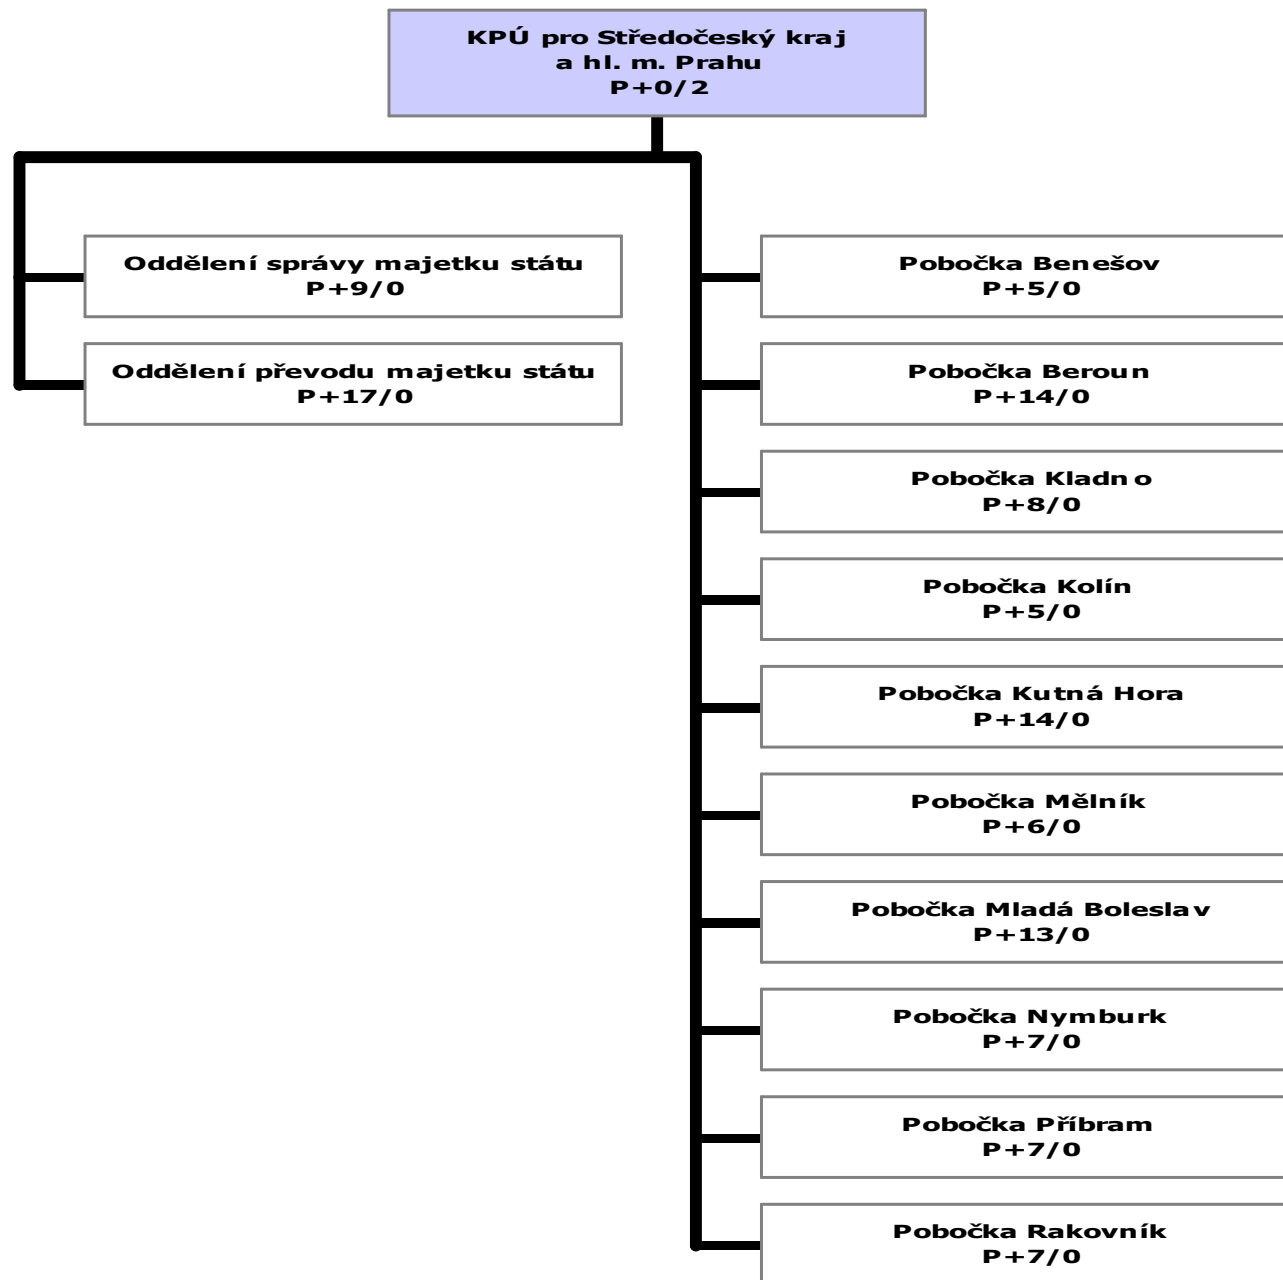 KPÚ pro Středočeský kraj
a hl. m. Prahu
P+0/2
Oddělení správy majetku státu
P+9/0
Oddělení převodu majetku státu
P+17/0
Pobočka Benešov
P+5/0
Pobočka Beroun
P+14/0
Pobočka Kladno
P+8/0
Pobočka Kolín
P+5/0
Pobočka Kutná Hora
P+14/0
Pobočka Mělník
P+6/0
Pobočka Mladá Boleslav
P+13/0
Pobočka Nymburk
P+7/0
Pobočka Příbram
P+7/0
Pobočka Rakovník
P+7/0